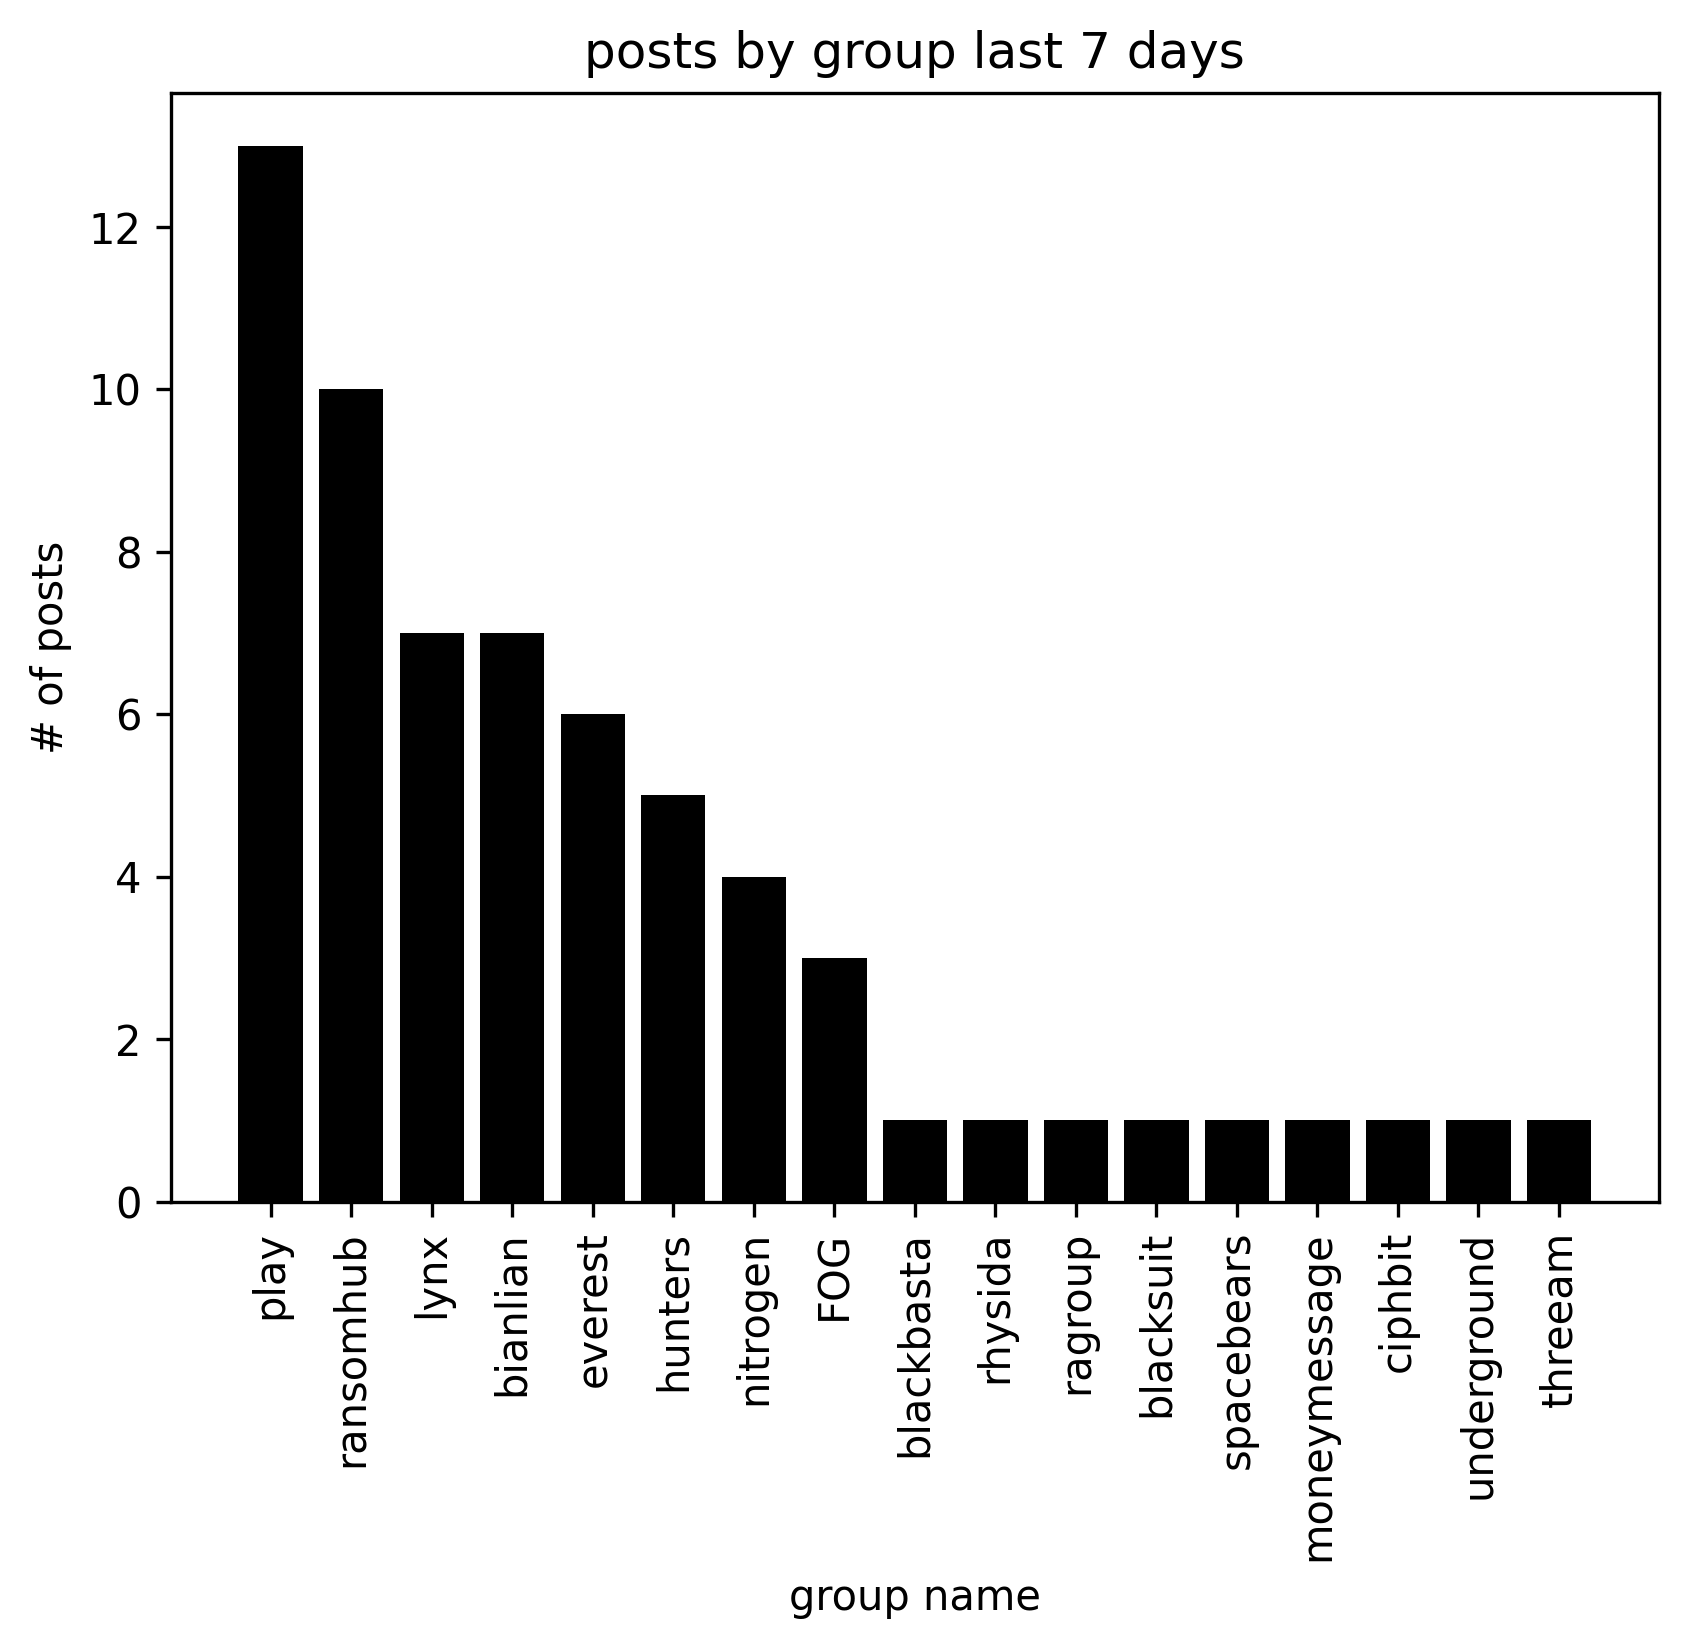 posts by group last 7 days
# of posts
12
10
8
6
4
2
0
play
ransomhub
lynx
bianlian
everest
hunters
nitrogen
FOG
blackbasta
rhysida
ragroup
blacksuit
spacebears
moneymessage
ciphbit
underground
threeam
group name